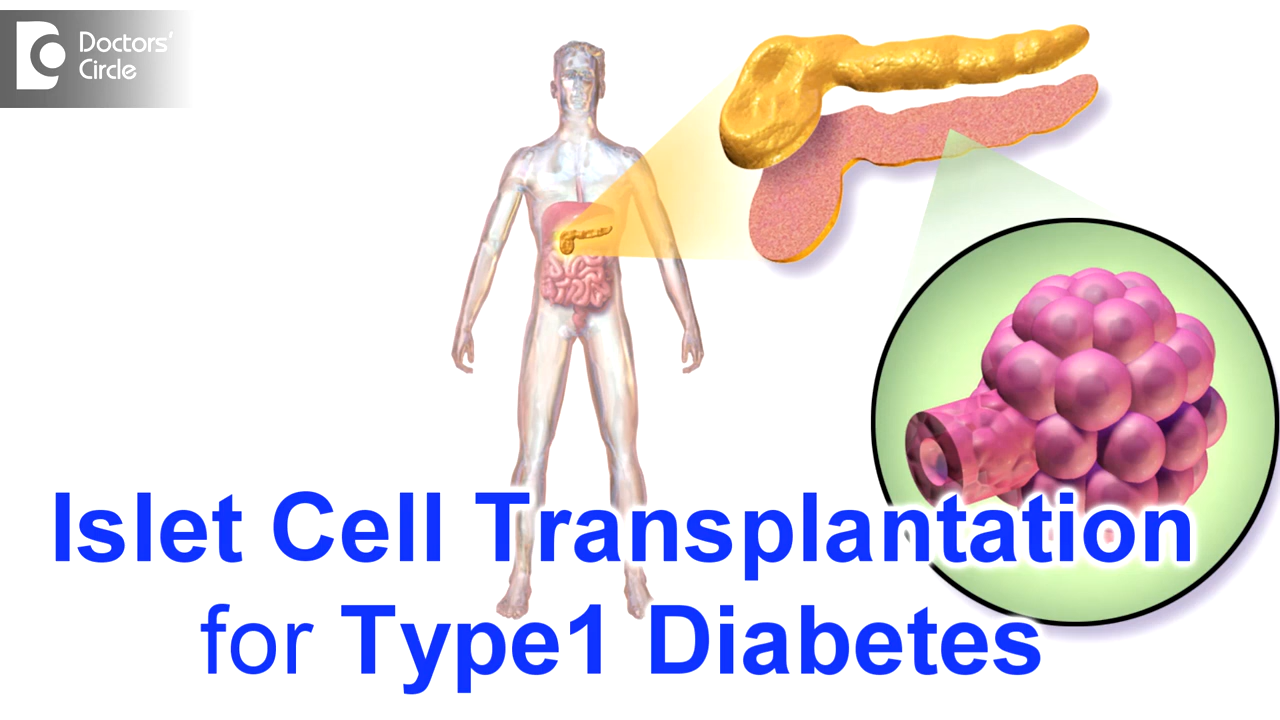 Doctors'
Circle
Islet Cell Transplantation
for Type1 Diabetes